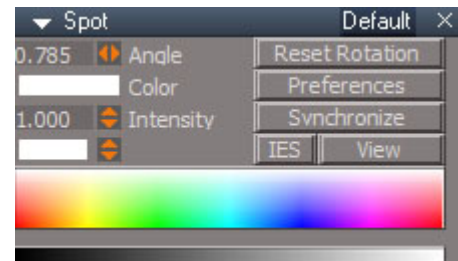 Spot Default
0.785 Angle Reset Rotation
Color Preferences
1.000 Intensity Synchronize
IES View